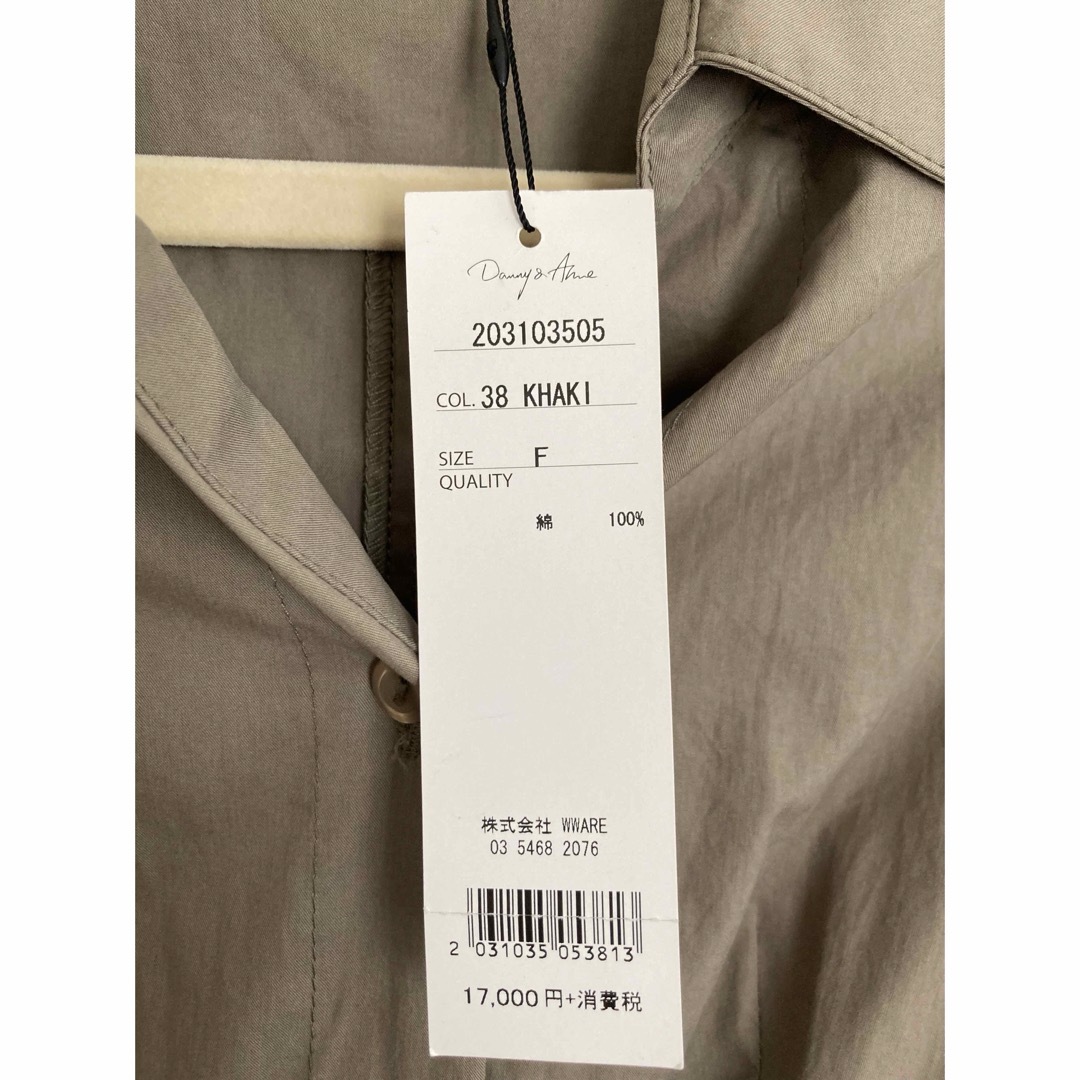 Danny & Anne
203103505
COL. 38 KHAKI
SIZE F
QUALITY
綿 100%
株式会社 WWARE
03 5468 2076
2 031035 053813
17,000円+消費税